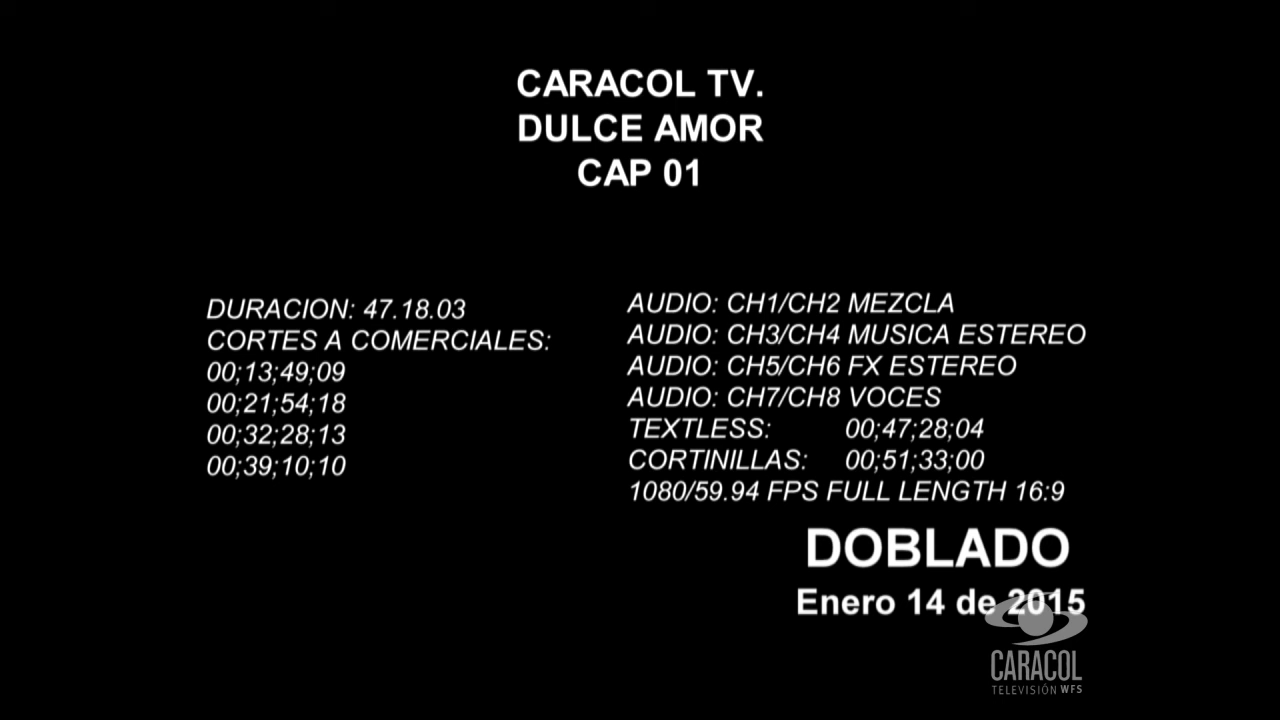 CARACOL TV.
DULCE AMOR
CAP 01
DURACION: 47.18.03
CORTES A COMERCIALES:
00;13;49;09
00;21;54;18
00;32;28;13
00;39;10;10
AUDIO: CH1/CH2 MEZCLA
AUDIO: CH3/CH4 MUSICA ESTEREO
AUDIO: CH5/CH6 FX ESTEREO
AUDIO: CH7/CH8 VOCES
TEXTLESS: 00;47;28;04
CORTINILLAS: 00;51;33;00
1080/59.94 FPS FULL LENGTH 16:9
DOBLADO
Enero 14 de 2015
CARACOL
TELEVISIÓN WFS